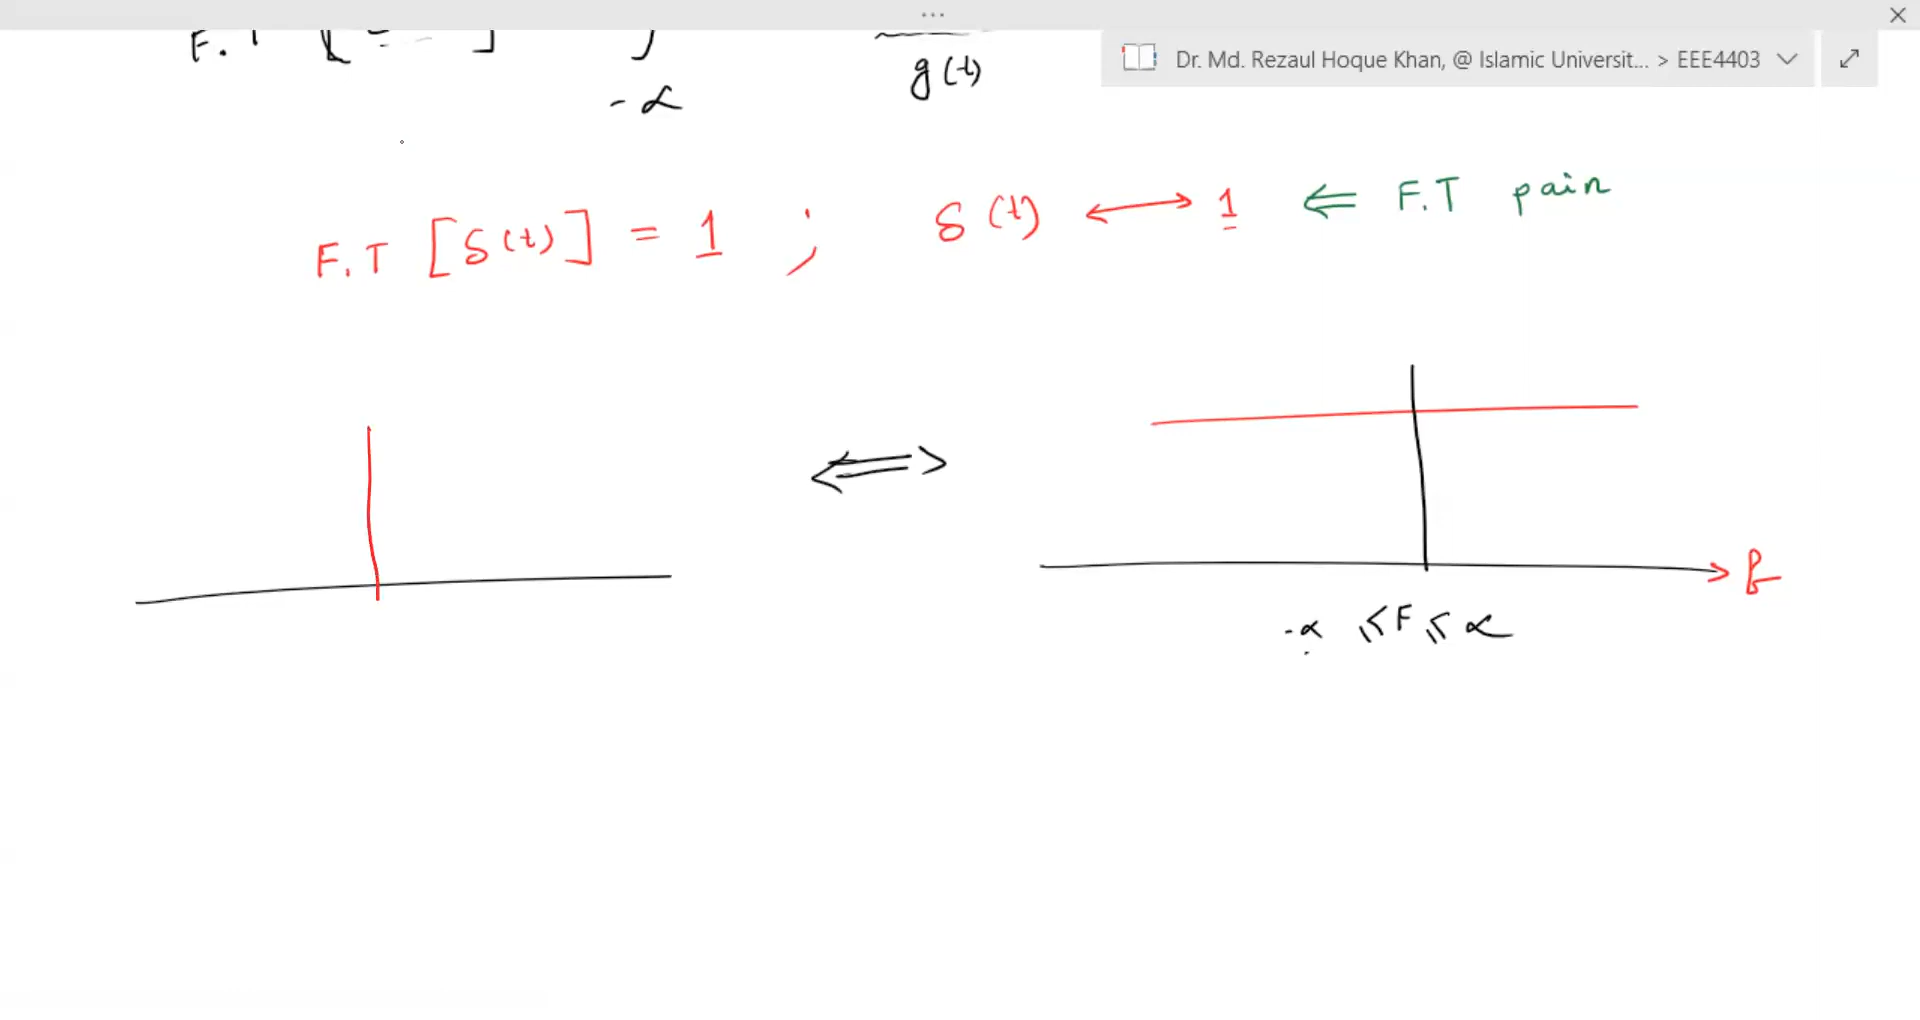 F.T [ ]
Dr. Md. Rezaul Hoque Khan, @ Islamic Universit... > EEE4403
g(t)
-∝
F.T [δ(t)] = 1 ; δ(t) ⟷ 1 ⇐ F.T pair
⟺
f
-∝ ≤ F ≤ ∝